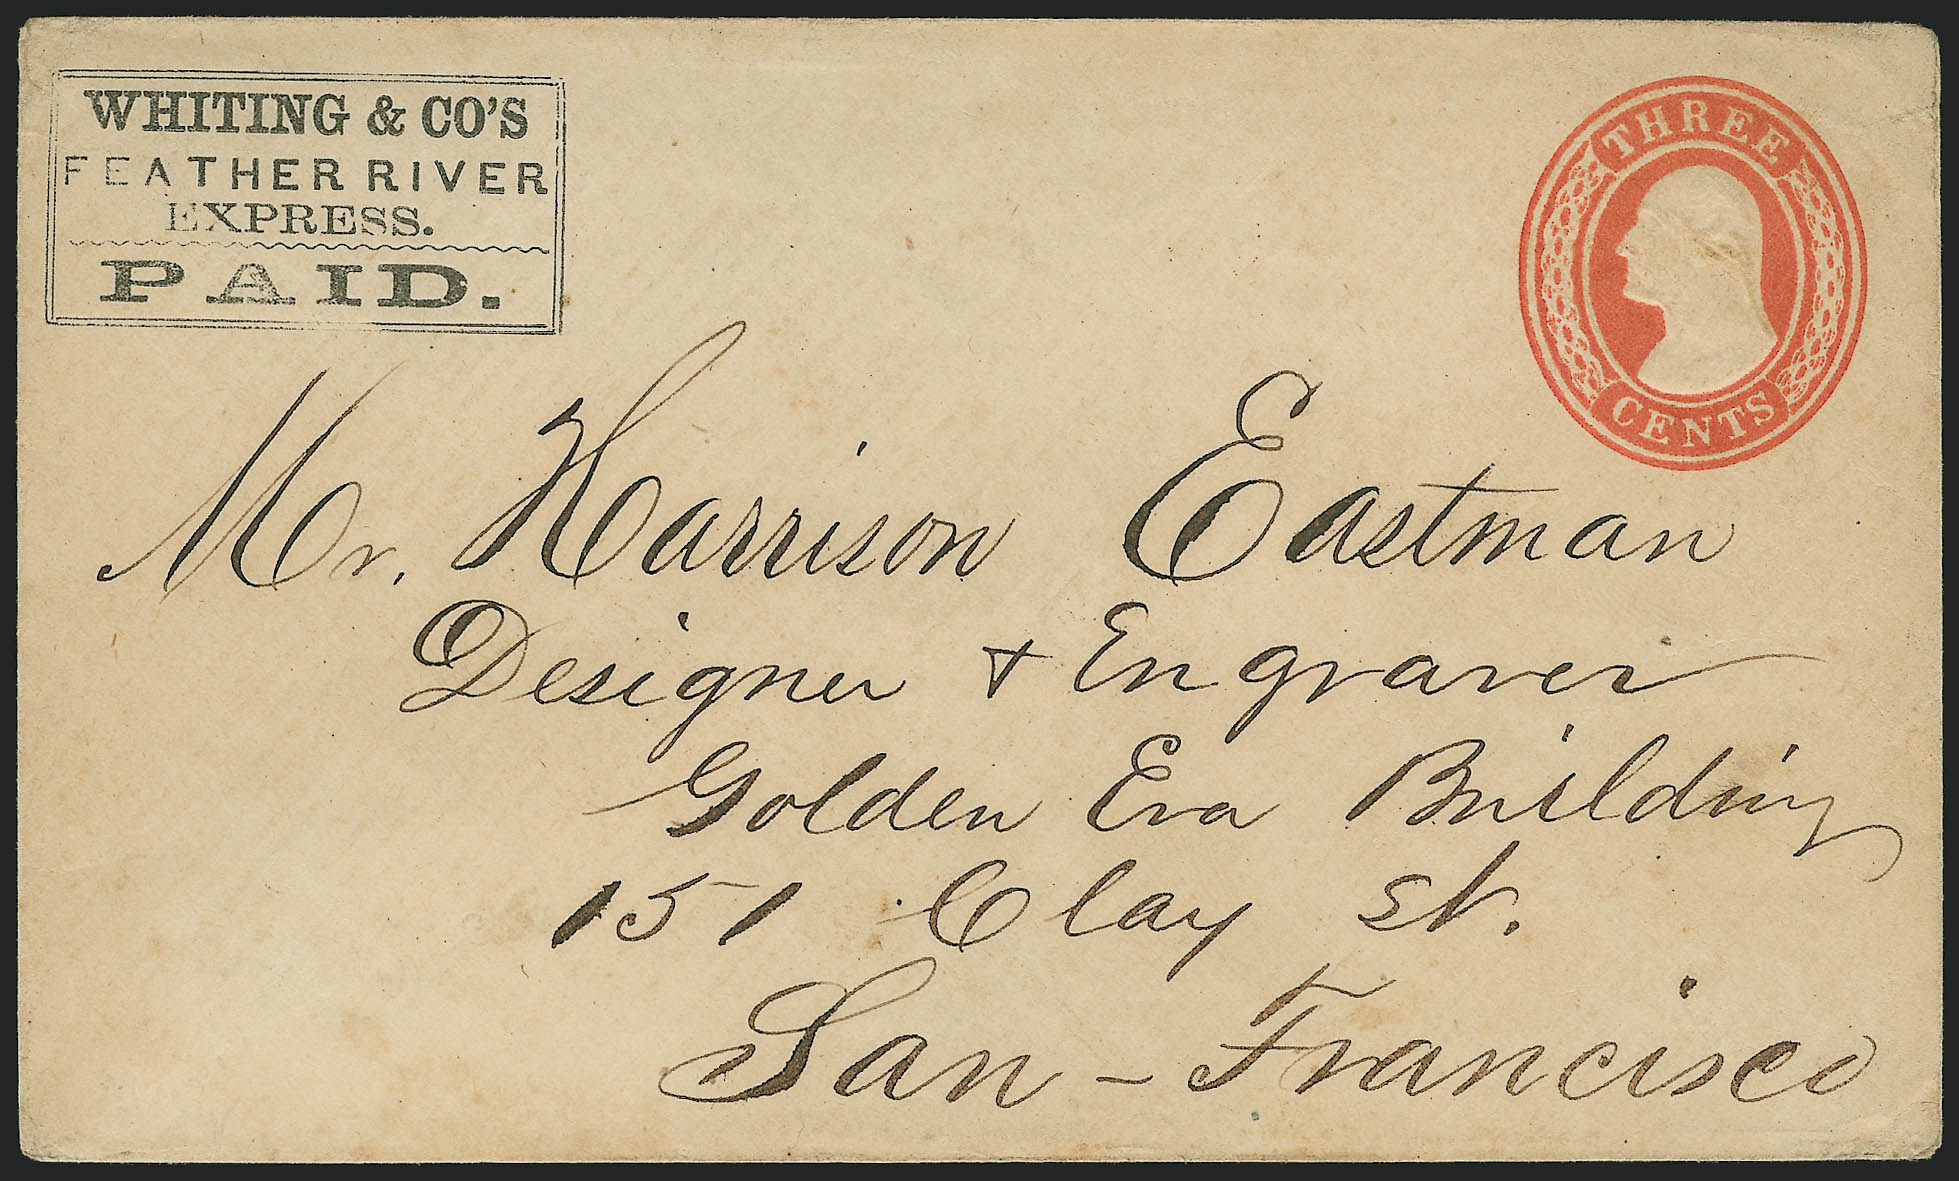 WHITING & CO'S
FEATHER RIVER
EXPRESS.
PAID.
THREE
CENTS
Mr. Harrison Eastman
Designer & Engraver
Golden Era Building
151 Clay St.
San - Francisco